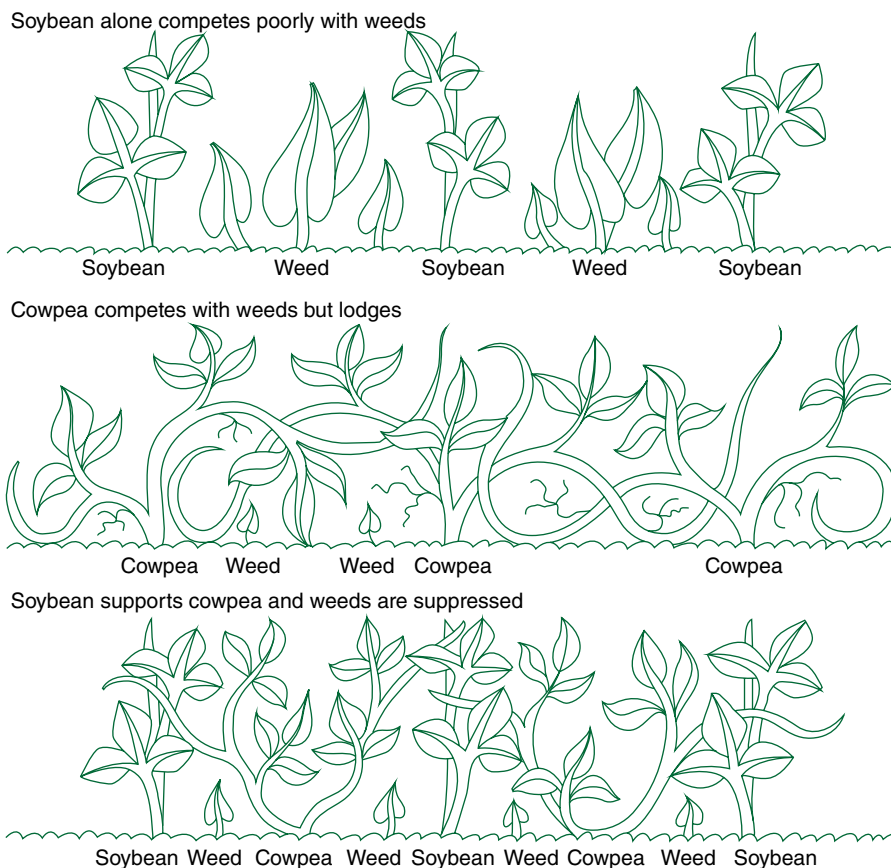 Soybean alone competes poorly with weeds
Soybean Weed Soybean Weed Soybean
Cowpea competes with weeds but lodges
Cowpea Weed Weed Cowpea Cowpea
Soybean supports cowpea and weeds are suppressed
Soybean Weed Cowpea Weed Soybean Weed Cowpea Weed Soybean